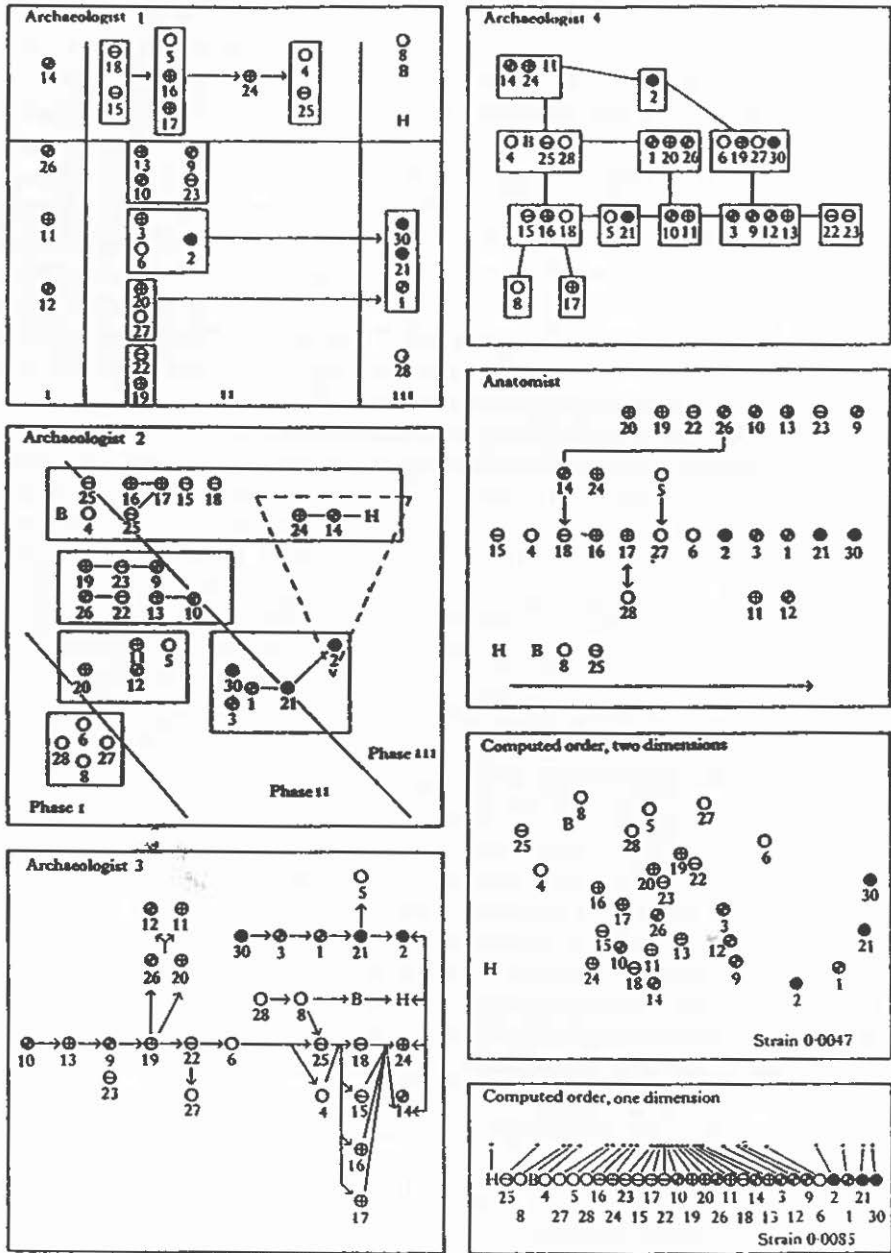 Archaeologist 1
14
18
15
5
16
17
24
4
25
8
B
H
26
13
9
10
23
11
3
6
2
30
21
1
12
20
27
22
19
28
I
II
III
Archaeologist 2
25 16 17 15 18
B
4 25
24 14 H
19 23 9
26 22 13 10
11 5
20 12
2
30
1 21
3
6
28 27
8
Phase I
Phase II
Phase III
Archaeologist 3
5
12 11
26 20
30 3 1 21 2
28 8 B H
10 13 9 19 22 6 25 18 24
23
27
4 15 14
16
17
Archaeologist 4
14 24 H
2
4 B 25 28
1 20 26
6 19 27 30
15 16 18
5 21
10 11
3 9 12 13
22 23
8
17
Anatomist
20 19 22 26 10 13 23 9
14 24 5
15 4 18 16 17 27 6 2 3 1 21 30
28 11 12
H B 8 25
Computed order, two dimensions
8
B
5
27
25
28
6
4
19
20
22
23
16
17
30
26
3
15
21
10
11
13
12
9
24
18
14
H
1
2
Strain 0·0047
Computed order, one dimension
H B
25 4 5 16 23 17 10 20 11 14 3 9 2 21
8 27 28 24 15 22 19 26 18 13 12 6 1 30
Strain 0·0085